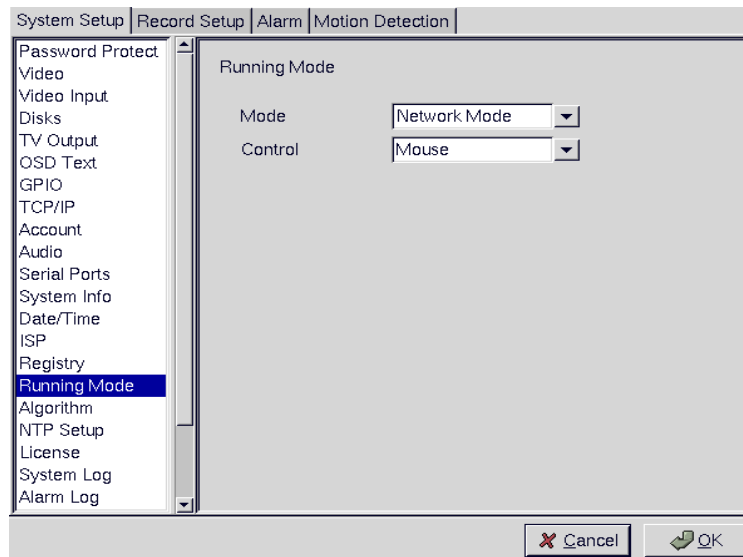 System Setup Record Setup Alarm Motion Detection
Password Protect
Video
Video Input
Disks
TV Output
OSD Text
GPIO
TCP/IP
Account
Audio
Serial Ports
System Info
Date/Time
ISP
Registry
Running Mode
Algorithm
NTP Setup
License
System Log
Alarm Log
Running Mode
Mode Network Mode
Control Mouse
Cancel OK